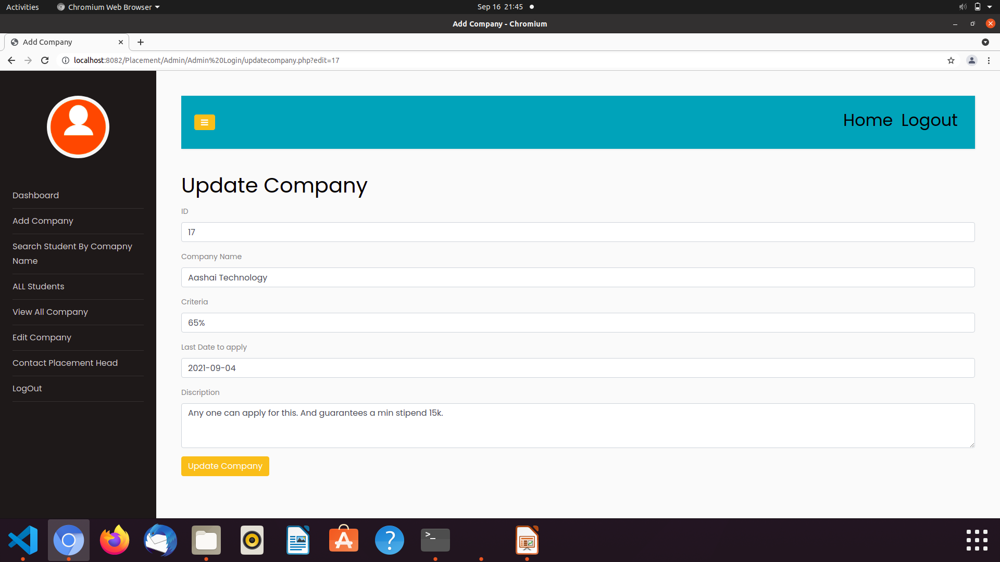 Activities
Chromium Web Browser
Sep 16 21:45
Add Company - Chromium
Add Company
localhost:8082/Placement/Admin/Admin%20Login/updatecompany.php?edit=17
Home Logout
Dashboard
Add Company
Search Student By Comapny
Name
ALL Students
View All Company
Edit Company
Contact Placement Head
LogOut
Update Company
ID
17
Company Name
Aashai Technology
Criteria
65%
Last Date to apply
2021-09-04
Discription
Any one can apply for this. And guarantees a min stipend 15k.
Update Company